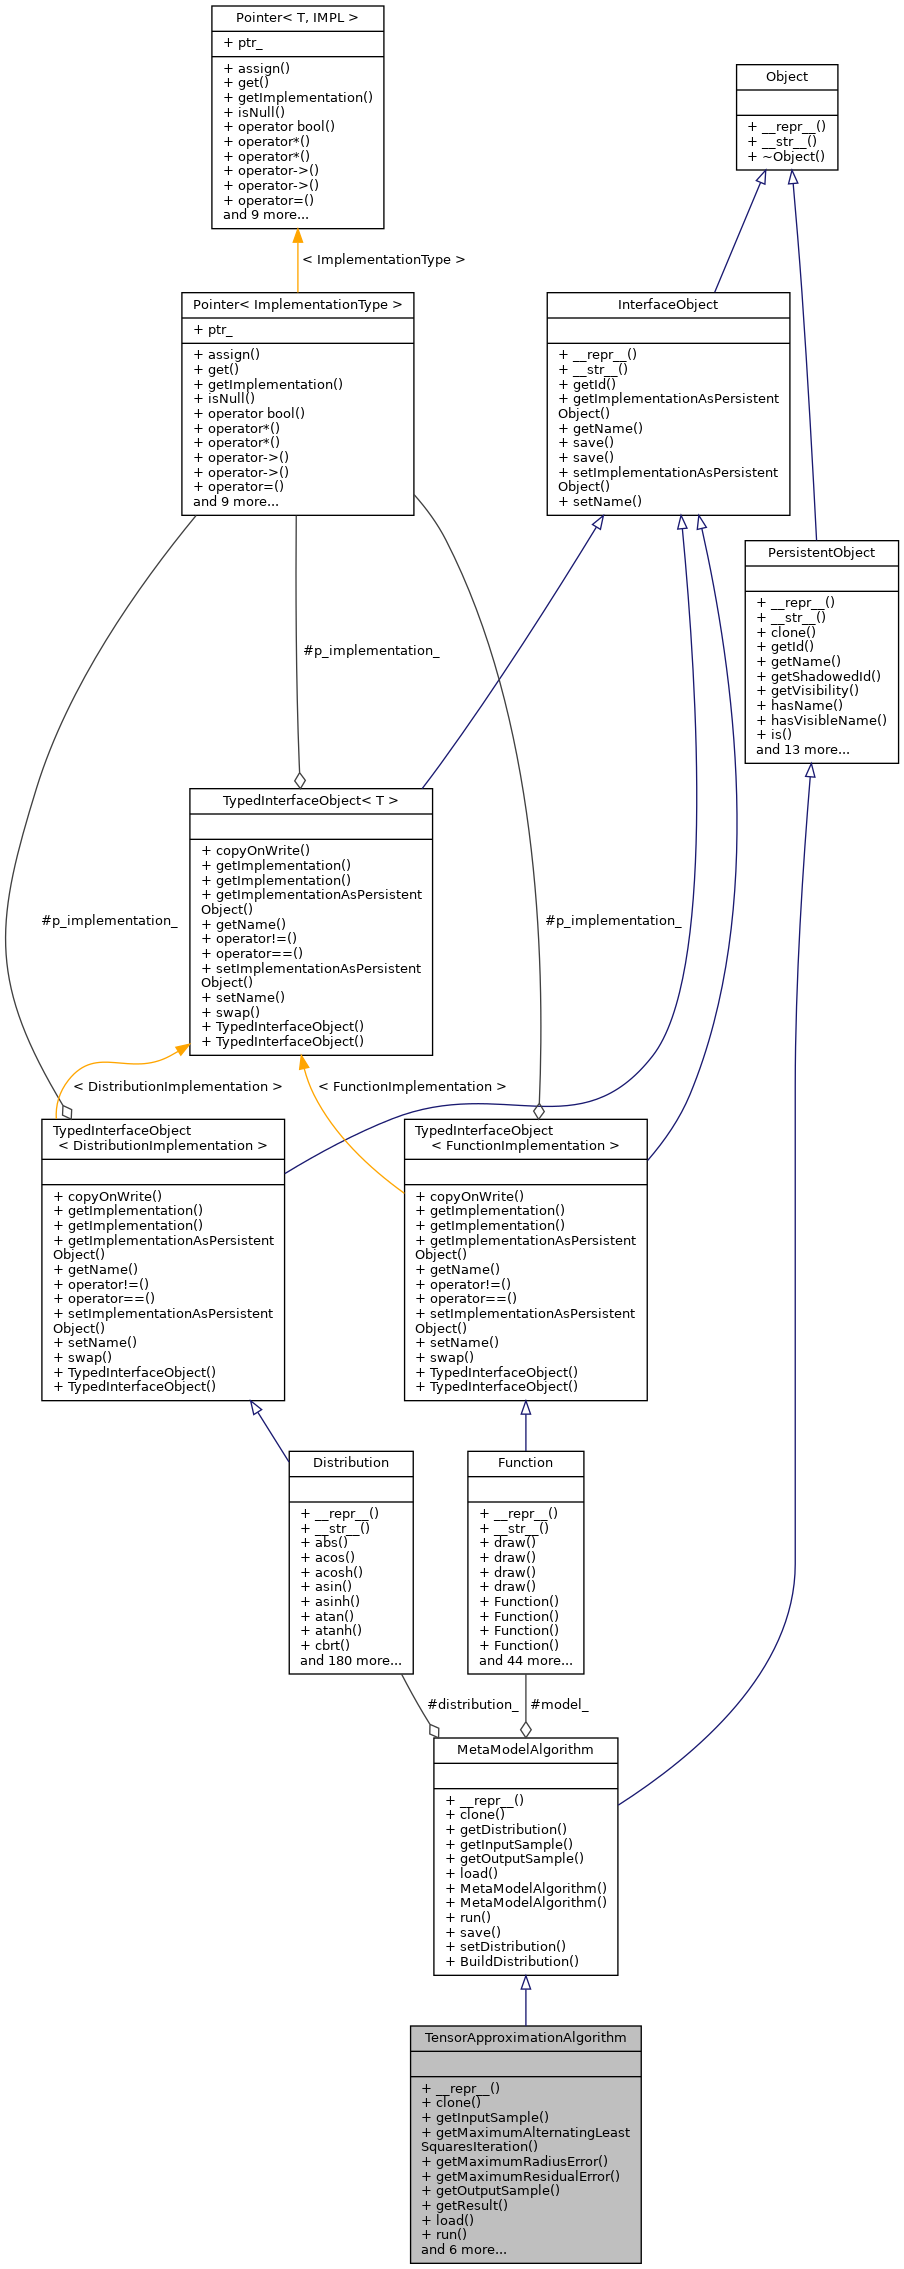 Pointer< T, IMPL >
+ ptr_
+ assign()
+ get()
+ getImplementation()
+ isNull()
+ operator bool()
+ operator*()
+ operator*()
+ operator->()
+ operator->()
+ operator=()
and 9 more...
Object
+ __repr__()
+ __str__()
+ ~Object()
< ImplementationType >
Pointer< ImplementationType >
+ ptr_
+ assign()
+ get()
+ getImplementation()
+ isNull()
+ operator bool()
+ operator*()
+ operator*()
+ operator->()
+ operator->()
+ operator=()
and 9 more...
InterfaceObject
+ __repr__()
+ __str__()
+ getId()
+ getImplementationAsPersistent
Object()
+ getName()
+ save()
+ save()
+ setImplementationAsPersistent
Object()
+ setName()
PersistentObject
+ __repr__()
+ __str__()
+ clone()
+ getId()
+ getName()
+ getShadowedId()
+ getVisibility()
+ hasName()
+ hasVisibleName()
+ is()
and 13 more...
#p_implementation_
TypedInterfaceObject< T >
+ copyOnWrite()
+ getImplementation()
+ getImplementation()
+ getImplementationAsPersistent
Object()
+ getName()
+ operator!=()
+ operator==()
+ setImplementationAsPersistent
Object()
+ setName()
+ swap()
+ TypedInterfaceObject()
+ TypedInterfaceObject()
#p_implementation_
#p_implementation_
< DistributionImplementation >
< FunctionImplementation >
TypedInterfaceObject
< DistributionImplementation >
+ copyOnWrite()
+ getImplementation()
+ getImplementation()
+ getImplementationAsPersistent
Object()
+ getName()
+ operator!=()
+ operator==()
+ setImplementationAsPersistent
Object()
+ setName()
+ swap()
+ TypedInterfaceObject()
+ TypedInterfaceObject()
TypedInterfaceObject
< FunctionImplementation >
+ copyOnWrite()
+ getImplementation()
+ getImplementation()
+ getImplementationAsPersistent
Object()
+ getName()
+ operator!=()
+ operator==()
+ setImplementationAsPersistent
Object()
+ setName()
+ swap()
+ TypedInterfaceObject()
+ TypedInterfaceObject()
Distribution
+ __repr__()
+ __str__()
+ abs()
+ acos()
+ acosh()
+ asin()
+ asinh()
+ atan()
+ atanh()
+ cbrt()
and 180 more...
Function
+ __repr__()
+ __str__()
+ draw()
+ draw()
+ draw()
+ draw()
+ Function()
+ Function()
+ Function()
+ Function()
and 44 more...
#distribution_
#model_
MetaModelAlgorithm
+ __repr__()
+ clone()
+ getDistribution()
+ getInputSample()
+ getOutputSample()
+ load()
+ MetaModelAlgorithm()
+ MetaModelAlgorithm()
+ run()
+ save()
+ setDistribution()
+ BuildDistribution()
TensorApproximationAlgorithm
+ __repr__()
+ clone()
+ getInputSample()
+ getMaximumAlternatingLeast
SquaresIteration()
+ getMaximumRadiusError()
+ getMaximumResidualError()
+ getOutputSample()
+ getResult()
+ load()
+ run()
and 6 more...